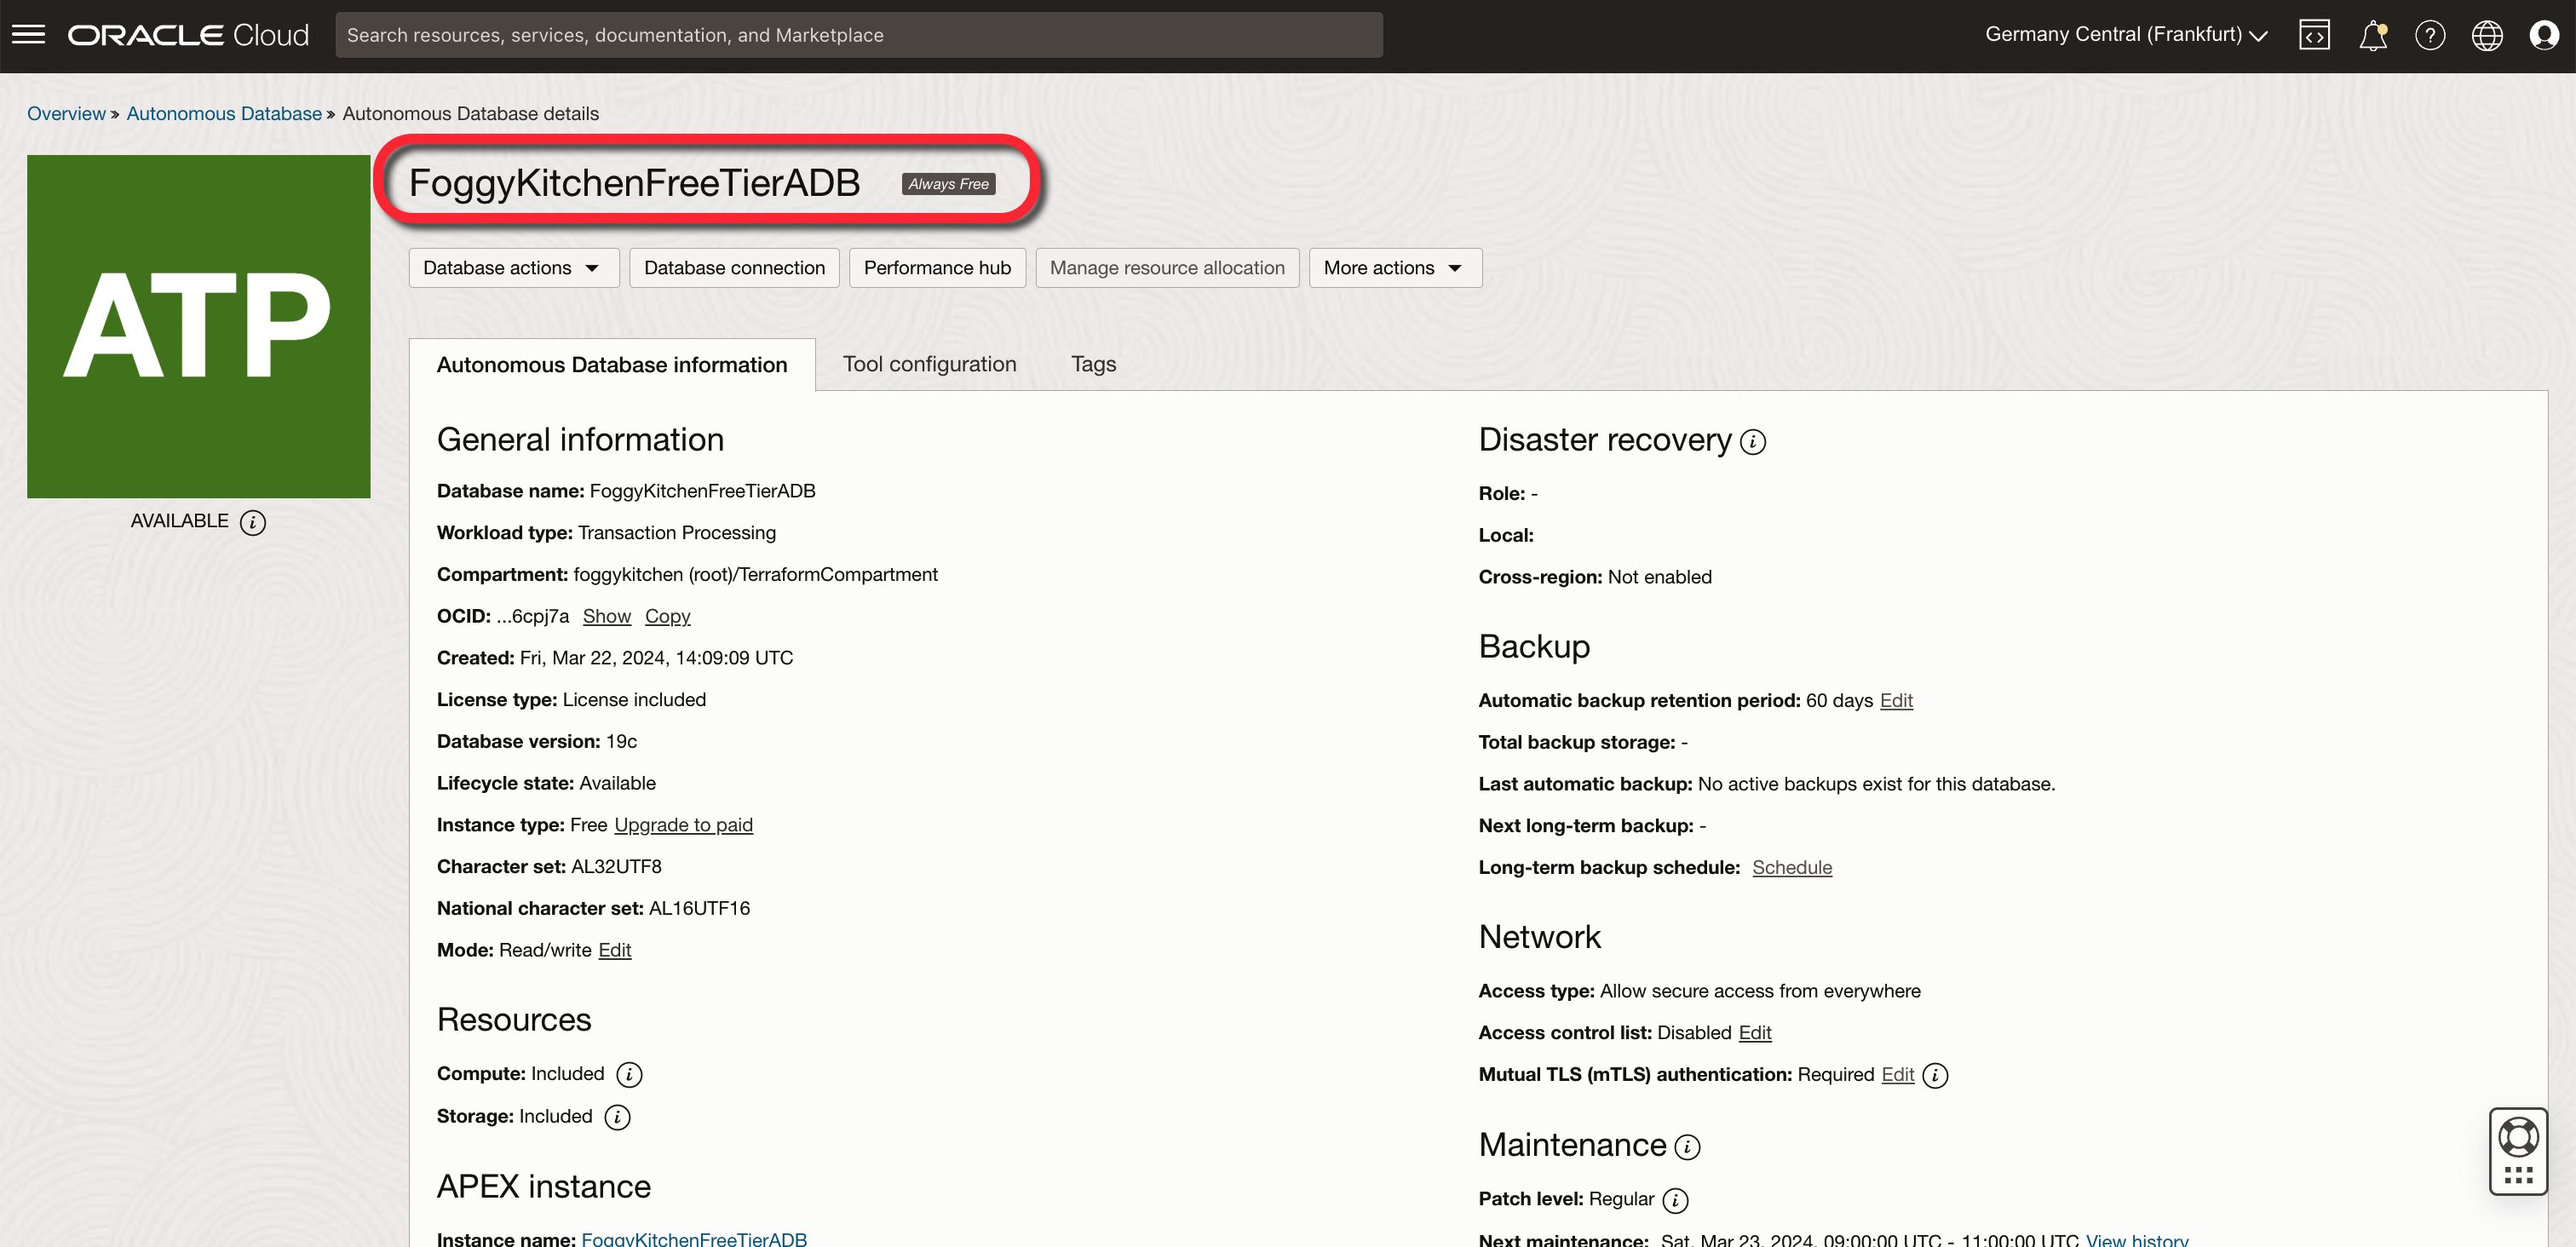 ORACLE Cloud
Search resources, services, documentation, and Marketplace
Germany Central (Frankfurt)
Overview » Autonomous Database » Autonomous Database details
ATP
AVAILABLE
FoggyKitchenFreeTierADB Always Free
Database actions Database connection Performance hub Manage resource allocation More actions
Autonomous Database information Tool configuration Tags
General information
Database name: FoggyKitchenFreeTierADB
Workload type: Transaction Processing
Compartment: foggykitchen (root)/TerraformCompartment
OCID: ...6cpj7a Show Copy
Created: Fri, Mar 22, 2024, 14:09:09 UTC
License type: License included
Database version: 19c
Lifecycle state: Available
Instance type: Free Upgrade to paid
Character set: AL32UTF8
National character set: AL16UTF16
Mode: Read/write Edit
Resources
Compute: Included
Storage: Included
APEX instance
Instance name: FoggyKitchenFreeTierADB
Disaster recovery
Role: -
Local:
Cross-region: Not enabled
Backup
Automatic backup retention period: 60 days Edit
Total backup storage: -
Last automatic backup: No active backups exist for this database.
Next long-term backup: -
Long-term backup schedule: Schedule
Network
Access type: Allow secure access from everywhere
Access control list: Disabled Edit
Mutual TLS (mTLS) authentication: Required Edit
Maintenance
Patch level: Regular
Next maintenance: Sat, Mar 23, 2024, 09:00:00 UTC - 11:00:00 UTC View history